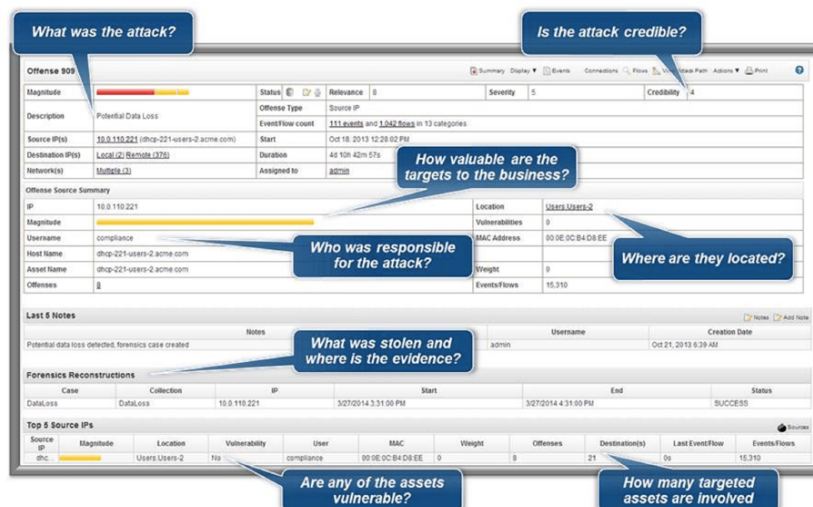 What was the attack?
Is the attack credible?
Offense 909
Summary Display Events Connections Flows View Attack Path Actions Print
Magnitude Status Relevance 8 Severity 5 Credibility 4
Description Potential Data Loss Offense Type Source IP
Event/Flow count 111 events and 1,042 flows in 13 categories
Source IP(s) 10.0.110.221 (dhcp-221-users-2.acme.com) Start Oct 18, 2013 12:28:02 PM
Destination IP(s) Local (2) Remote (376) Duration 4d 10h 42m 57s
Network(s) Multiple (3) Assigned to admin
How valuable are the
targets to the business?
Offense Source Summary
IP 10.0.110.221 Location Users.Users-2
Magnitude Vulnerabilities 0
Username compliance MAC Address 00:0E:0C:B4:D8:EE
Who was responsible
for the attack?
Where are they located?
Host Name dhcp-221-users-2.acme.com
Asset Name dhcp-221-users-2.acme.com Weight 0
Offenses 8 Events/Flows 15,310
Last 5 Notes Notes Add Note
Notes Username Creation Date
Potential data loss detected, forensics case created admin Oct 21, 2013 6:39 AM
What was stolen and
where is the evidence?
Forensics Reconstructions
Case Collection IP Start End Status
DataLoss DataLoss 10.0.110.221 3/27/2014 3:31:00 PM 3/27/2014 4:31:00 PM SUCCESS
Top 5 Source IPs Sources
Source IP Magnitude Location Vulnerability User MAC Weight Offenses Destination(s) Last Event/Flow Events/Flows
dhc... Users.Users-2 No compliance 00:0E:0C:B4:D8:EE 0 8 21 0s 15,310
Are any of the assets
vulnerable?
How many targeted
assets are involved